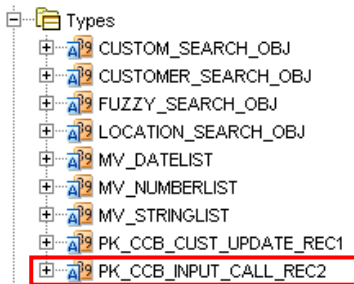 Types
CUSTOM_SEARCH_OBJ
CUSTOMER_SEARCH_OBJ
FUZZY_SEARCH_OBJ
LOCATION_SEARCH_OBJ
MV_DATELIST
MV_NUMBERLIST
MV_STRINGLIST
PK_CCB_CUST_UPDATE_REC1
PK_CCB_INPUT_CALL_REC2